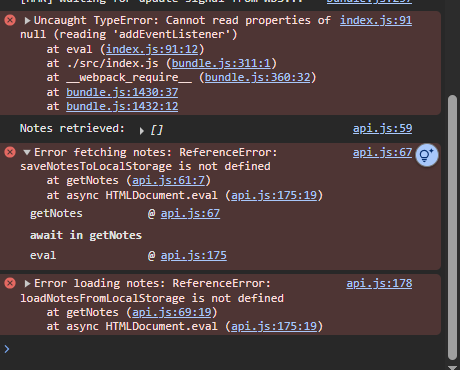 [HMR] Waiting for update signal from WDS... bundle.js:257
Uncaught TypeError: Cannot read properties of index.js:91
null (reading 'addEventListener')
at eval (index.js:91:12)
at ./src/index.js (bundle.js:311:1)
at __webpack_require__ (bundle.js:360:32)
at bundle.js:1430:37
at bundle.js:1432:12
Notes retrieved: ▸ [] api.js:59
Error fetching notes: ReferenceError: api.js:67
saveNotesToLocalStorage is not defined
at getNotes (api.js:61:7)
at async HTMLDocument.eval (api.js:175:19)
getNotes @ api.js:67
await in getNotes
eval @ api.js:175
Error loading notes: ReferenceError: api.js:178
loadNotesFromLocalStorage is not defined
at getNotes (api.js:69:19)
at async HTMLDocument.eval (api.js:175:19)